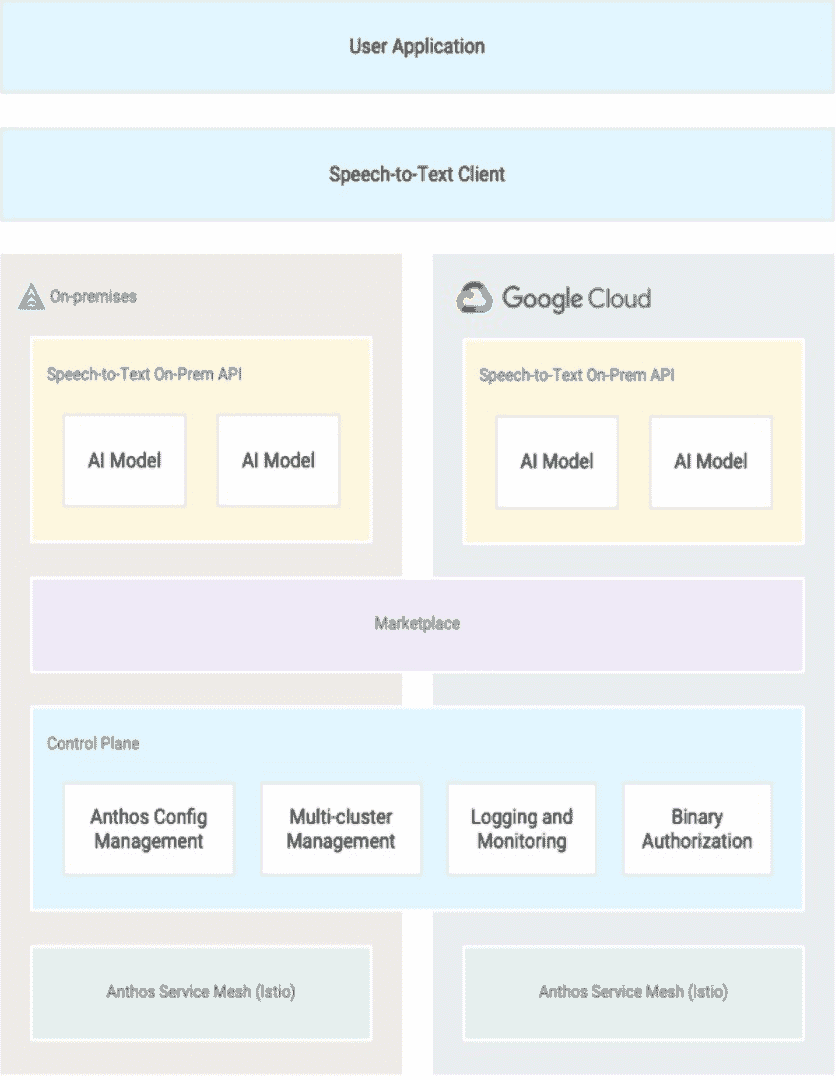 User Application
Speech-to-Text Client
On-premises
Google Cloud
Speech-to-Text On-Prem API
AI Model
AI Model
Speech-to-Text On-Prem API
AI Model
AI Model
Marketplace
Control Plane
Anthos Config
Management
Multi-cluster
Management
Logging and
Monitoring
Binary
Authorization
Anthos Service Mesh (Istio)
Anthos Service Mesh (Istio)